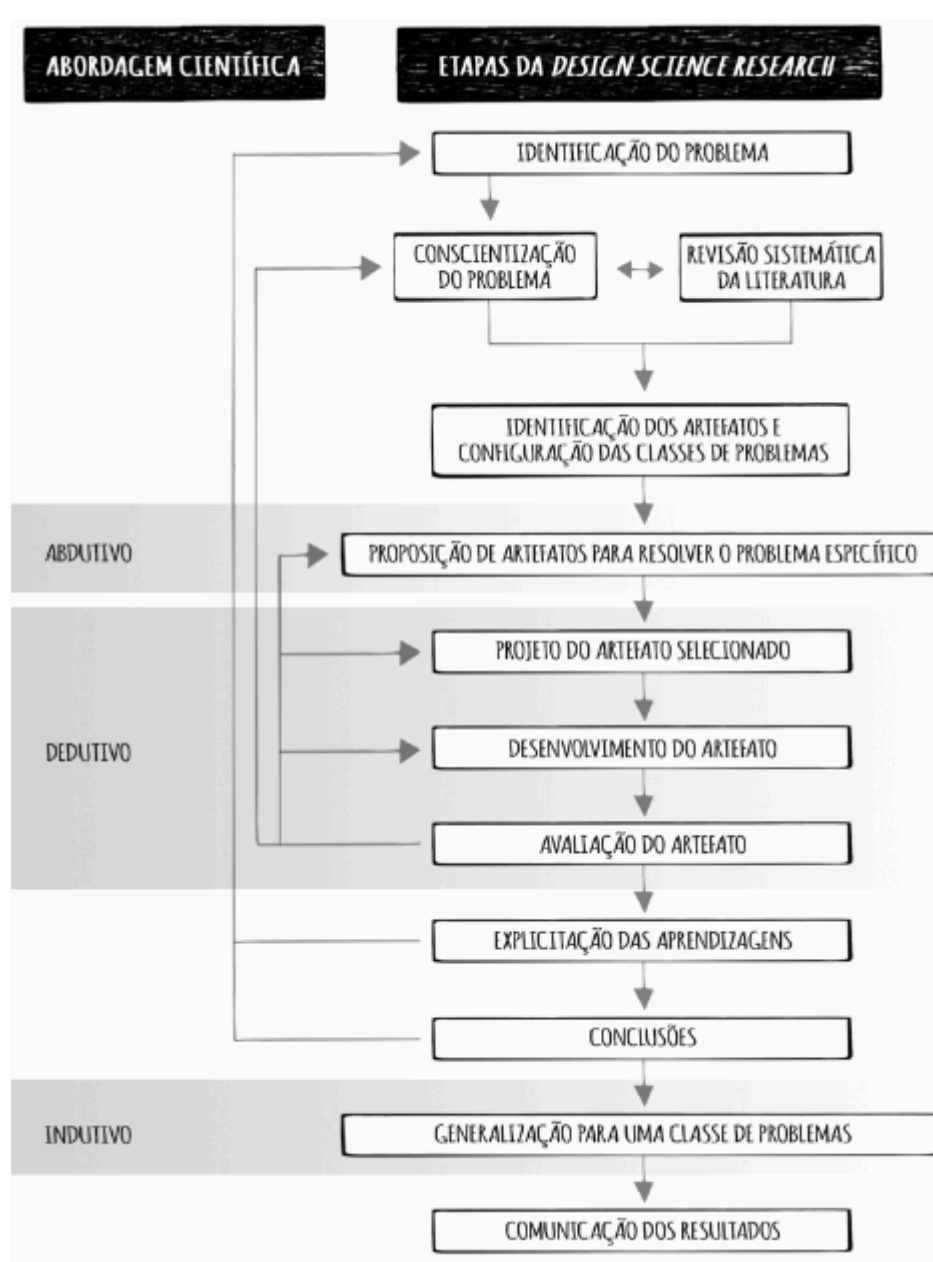 ABORDAGEM CIENTÍFICA
ETAPAS DA DESIGN SCIENCE RESEARCH
IDENTIFICAÇÃO DO PROBLEMA
CONSCIENTIZAÇÃO
DO PROBLEMA
REVISÃO SISTEMÁTICA
DA LITERATURA
IDENTIFICAÇÃO DOS ARTEFATOS E
CONFIGURAÇÃO DAS CLASSES DE PROBLEMAS
ABDUTIVO
PROPOSIÇÃO DE ARTEFATOS PARA RESOLVER O PROBLEMA ESPECÍFICO
PROJETO DO ARTEFATO SELECIONADO
DEDUTIVO
DESENVOLVIMENTO DO ARTEFATO
AVALIAÇÃO DO ARTEFATO
EXPLICITAÇÃO DAS APRENDIZAGENS
CONCLUSÕES
INDUTIVO
GENERALIZAÇÃO PARA UMA CLASSE DE PROBLEMAS
COMUNICAÇÃO DOS RESULTADOS